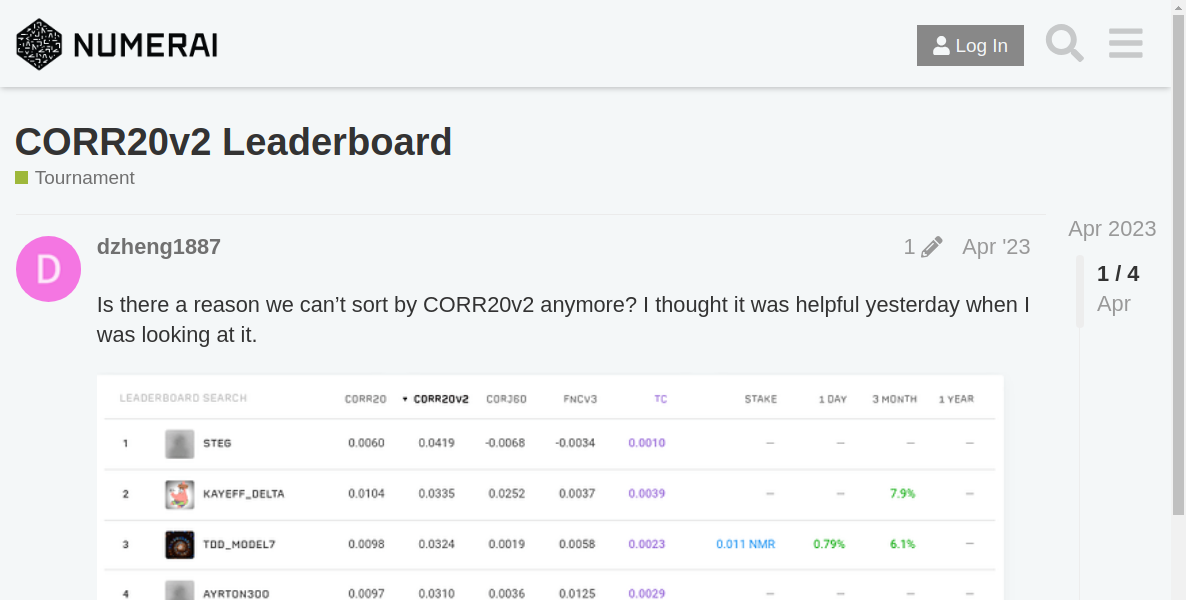 NUMERAI
Log In
CORR20v2 Leaderboard
Tournament
Apr 2023
D
dzheng1887
1
Apr '23
1 / 4
Apr
Is there a reason we can’t sort by CORR20v2 anymore? I thought it was helpful yesterday when I
was looking at it.
LEADERBOARD SEARCH CORR20 CORR20V2 CORJ60 FNCV3 TC STAKE 1 DAY 3 MONTH 1 YEAR
1 STEG 0.0060 0.0419 -0.0068 -0.0034 0.0010 — — — —
2 KAYEFF_DELTA 0.0104 0.0335 0.0252 0.0037 0.0039 — — 7.9% —
3 TDD_MODEL7 0.0098 0.0324 0.0019 0.0058 0.0023 0.011 NMR 0.79% 6.1% —
4 AYRTON300 0.0097 0.0310 0.0036 0.0125 0.0029 — — — —